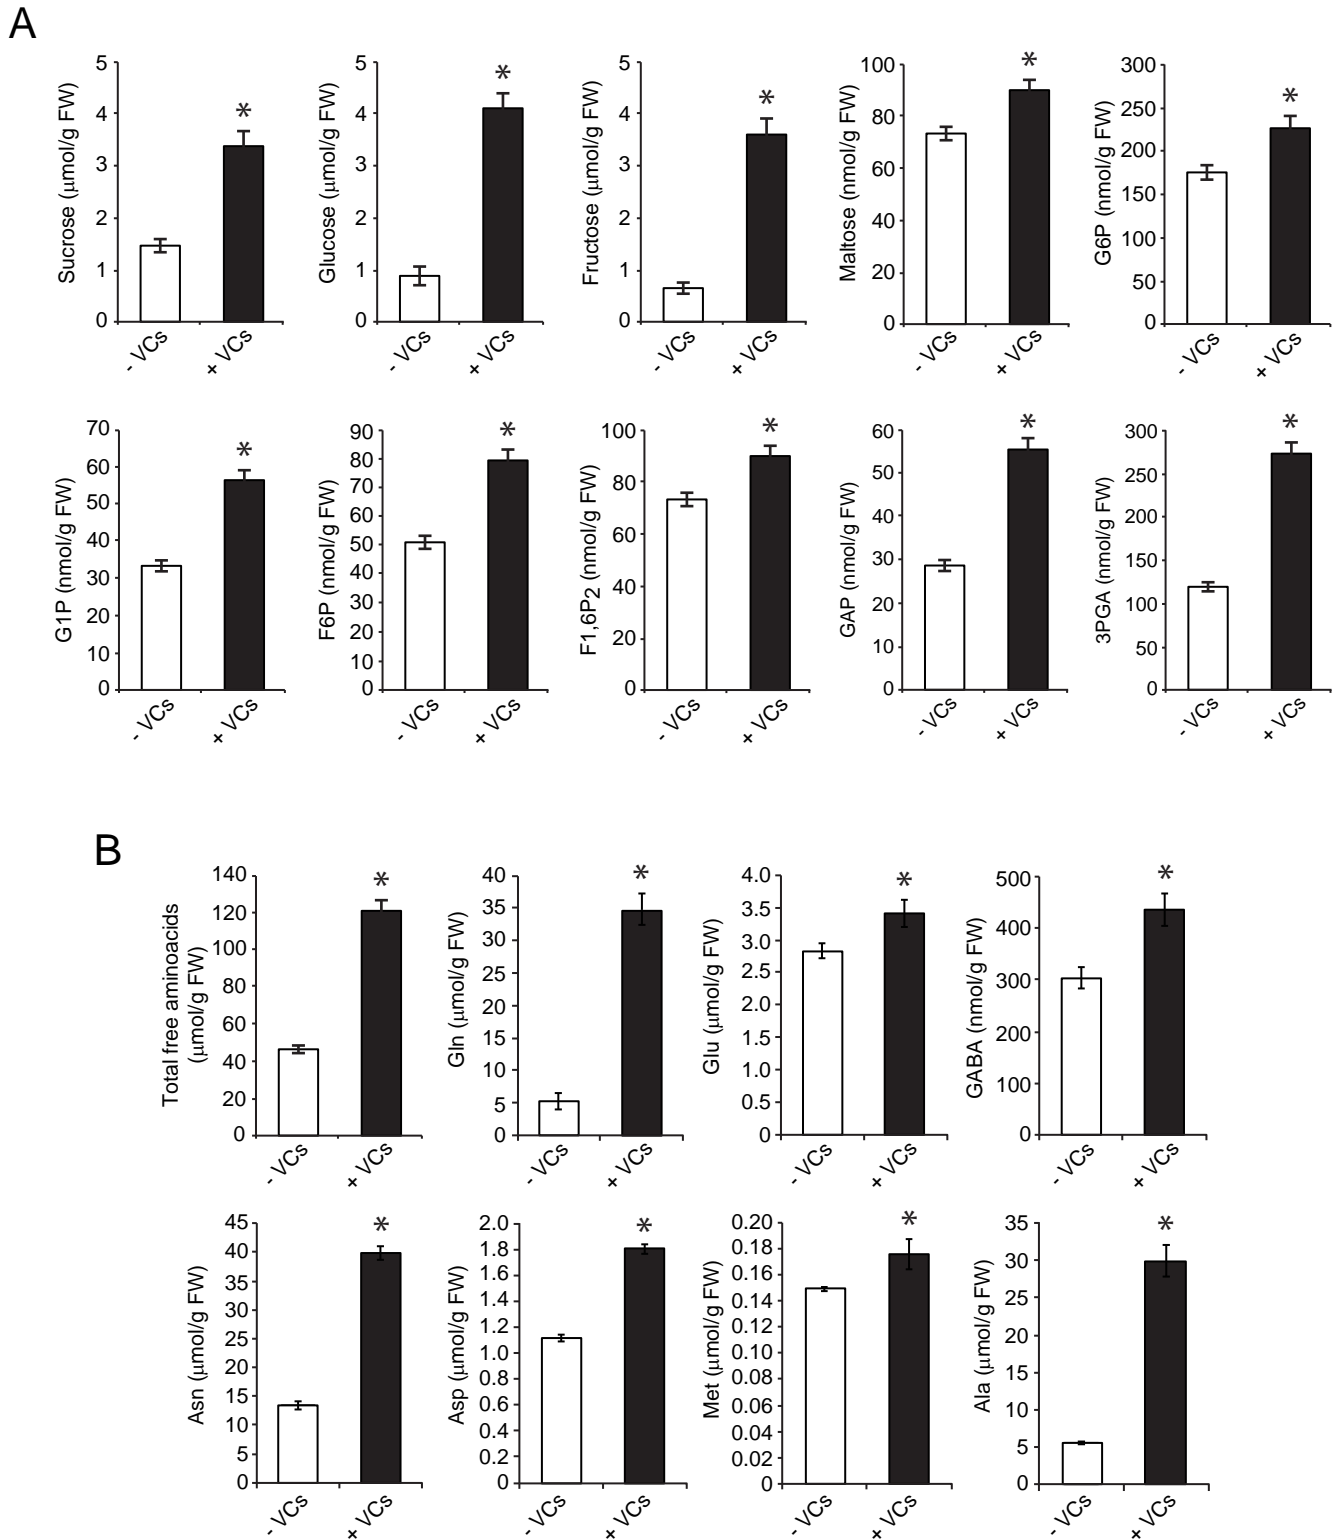 A
Sucrose (μmol/g FW)
5
4
3
2
1
0
*
- VCs
+ VCs
Glucose (μmol/g FW)
5
4
3
2
1
0
*
- VCs
+ VCs
Fructose (μmol/g FW)
5
4
3
2
1
0
*
- VCs
+ VCs
Maltose (nmol/g FW)
100
80
60
40
20
0
*
- VCs
+ VCs
G6P (nmol/g FW)
300
250
200
150
100
50
0
*
- VCs
+ VCs
G1P (nmol/g FW)
70
60
50
40
30
20
10
0
*
- VCs
+ VCs
F6P (nmol/g FW)
90
80
70
60
50
40
30
20
10
0
*
- VCs
+ VCs
F1,6P2 (nmol/g FW)
100
80
60
40
20
0
*
- VCs
+ VCs
GAP (nmol/g FW)
60
50
40
30
20
10
0
*
- VCs
+ VCs
3PGA (nmol/g FW)
300
250
200
150
100
50
0
*
- VCs
+ VCs
B
Total free aminoacids
(μmol/g FW)
140
120
100
80
60
40
20
0
*
- VCs
+ VCs
Gln (μmol/g FW)
40
35
30
25
20
15
10
5
0
*
- VCs
+ VCs
Glu (μmol/g FW)
4.0
3.5
3.0
2.5
2.0
1.5
1.0
0.5
0
*
- VCs
+ VCs
GABA (nmol/g FW)
500
400
300
200
100
0
*
- VCs
+ VCs
Asn (μmol/g FW)
45
40
35
30
25
20
15
10
5
0
*
- VCs
+ VCs
Asp (μmol/g FW)
2.0
1.8
1.6
1.4
1.2
1.0
0.8
0.6
0.4
0.2
0
*
- VCs
+ VCs
Met (μmol/g FW)
0.20
0.18
0.16
0.14
0.12
0.10
0.08
0.06
0.04
0.02
0
*
- VCs
+ VCs
Ala (μmol/g FW)
35
30
25
20
15
10
5
0
*
- VCs
+ VCs